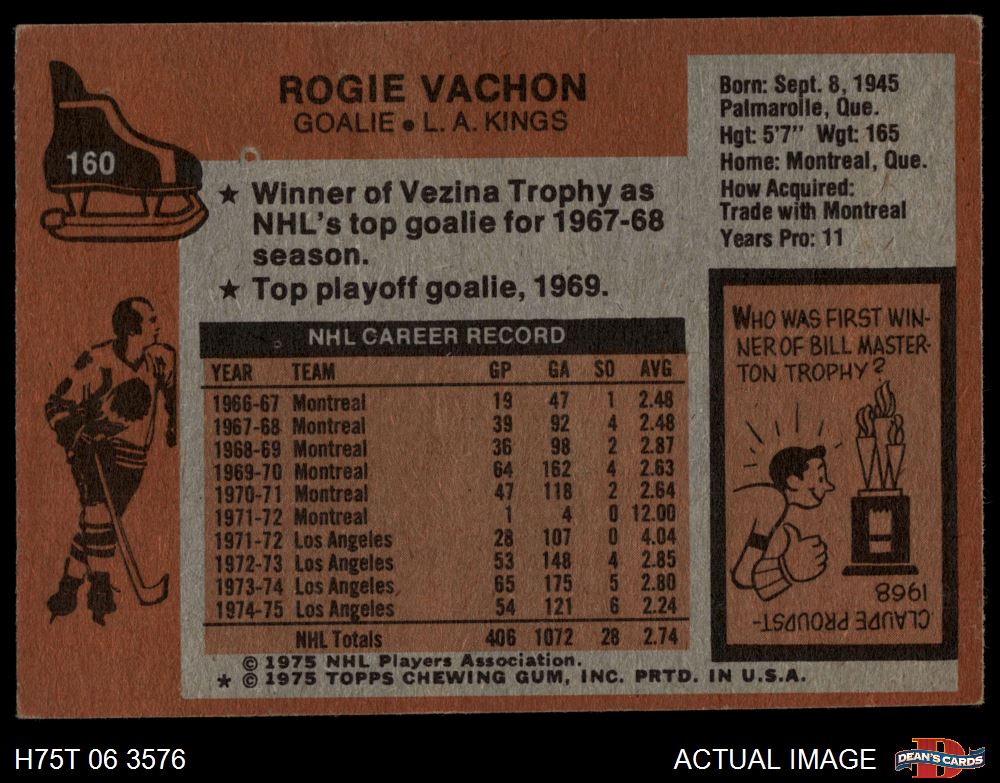 160
ROGIE VACHON
GOALIE • L. A. KINGS
★ Winner of Vezina Trophy as
NHL's top goalie for 1967-68
season.
★ Top playoff goalie, 1969.
Born: Sept. 8, 1945
Palmarolle, Que.
Hgt: 5'7" Wgt: 165
Home: Montreal, Que.
How Acquired:
Trade with Montreal
Years Pro: 11
NHL CAREER RECORD
YEAR TEAM GP GA SO AVG
1966-67 Montreal 19 47 1 2.48
1967-68 Montreal 39 92 4 2.48
1968-69 Montreal 36 98 2 2.87
1969-70 Montreal 64 162 4 2.63
1970-71 Montreal 47 118 2 2.64
1971-72 Montreal 1 4 0 12.00
1971-72 Los Angeles 28 107 0 4.04
1972-73 Los Angeles 53 148 4 2.85
1973-74 Los Angeles 65 175 5 2.80
1974-75 Los Angeles 54 121 6 2.24
NHL Totals 406 1072 28 2.74
© 1975 NHL Players Association.
★ © 1975 TOPPS CHEWING GUM, INC. PRTD. IN U.S.A.
WHO WAS FIRST WIN-
NER OF BILL MASTER-
TON TROPHY?
CLAUDE PROUPST-
1968
H75T 06 3576
ACTUAL IMAGE
D
DEAN'S CARDS